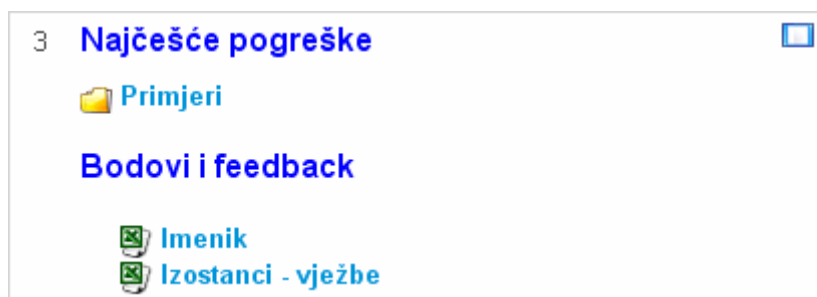 3 Najčešće pogreške
Primjeri
Bodovi i feedback
Imenik
Izostanci - vježbe